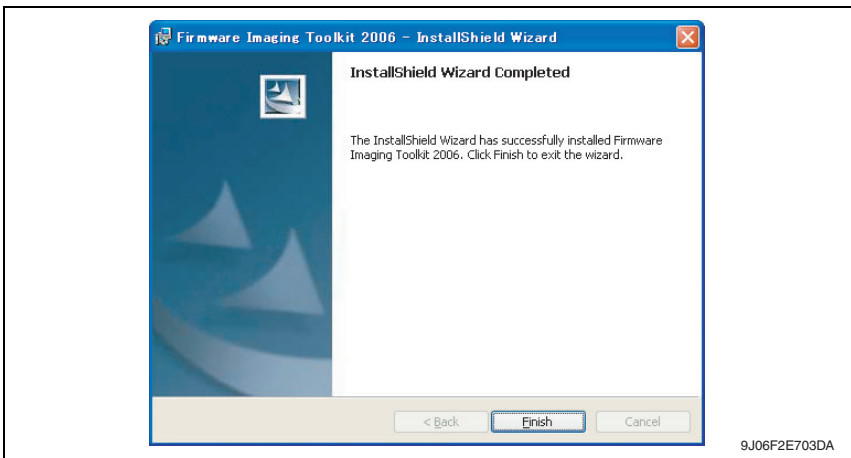 Firmware Imaging Toolkit 2006 - InstallShield Wizard
InstallShield Wizard Completed
The InstallShield Wizard has successfully installed Firmware
Imaging Toolkit 2006. Click Finish to exit the wizard.
< Back Finish Cancel
9J06F2E703DA